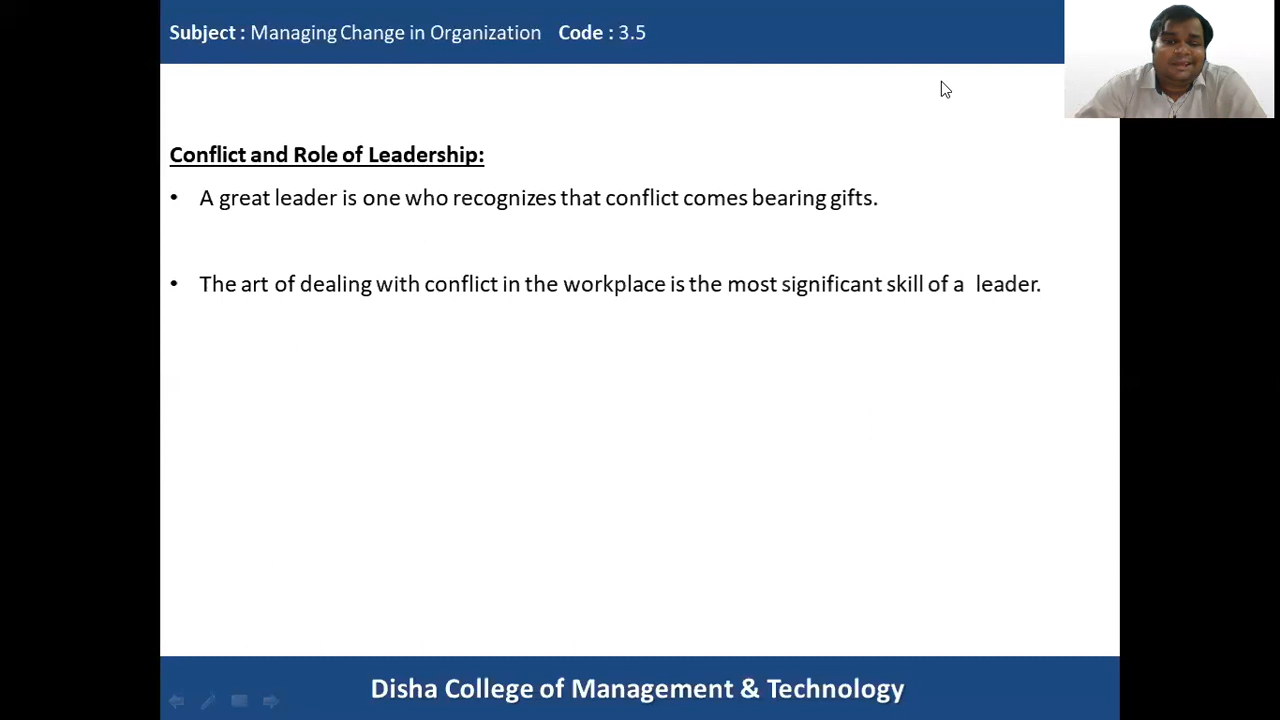 Subject : Managing Change in Organization Code : 3.5
Conflict and Role of Leadership:
• A great leader is one who recognizes that conflict comes bearing gifts.
• The art of dealing with conflict in the workplace is the most significant skill of a leader.
Disha College of Management & Technology